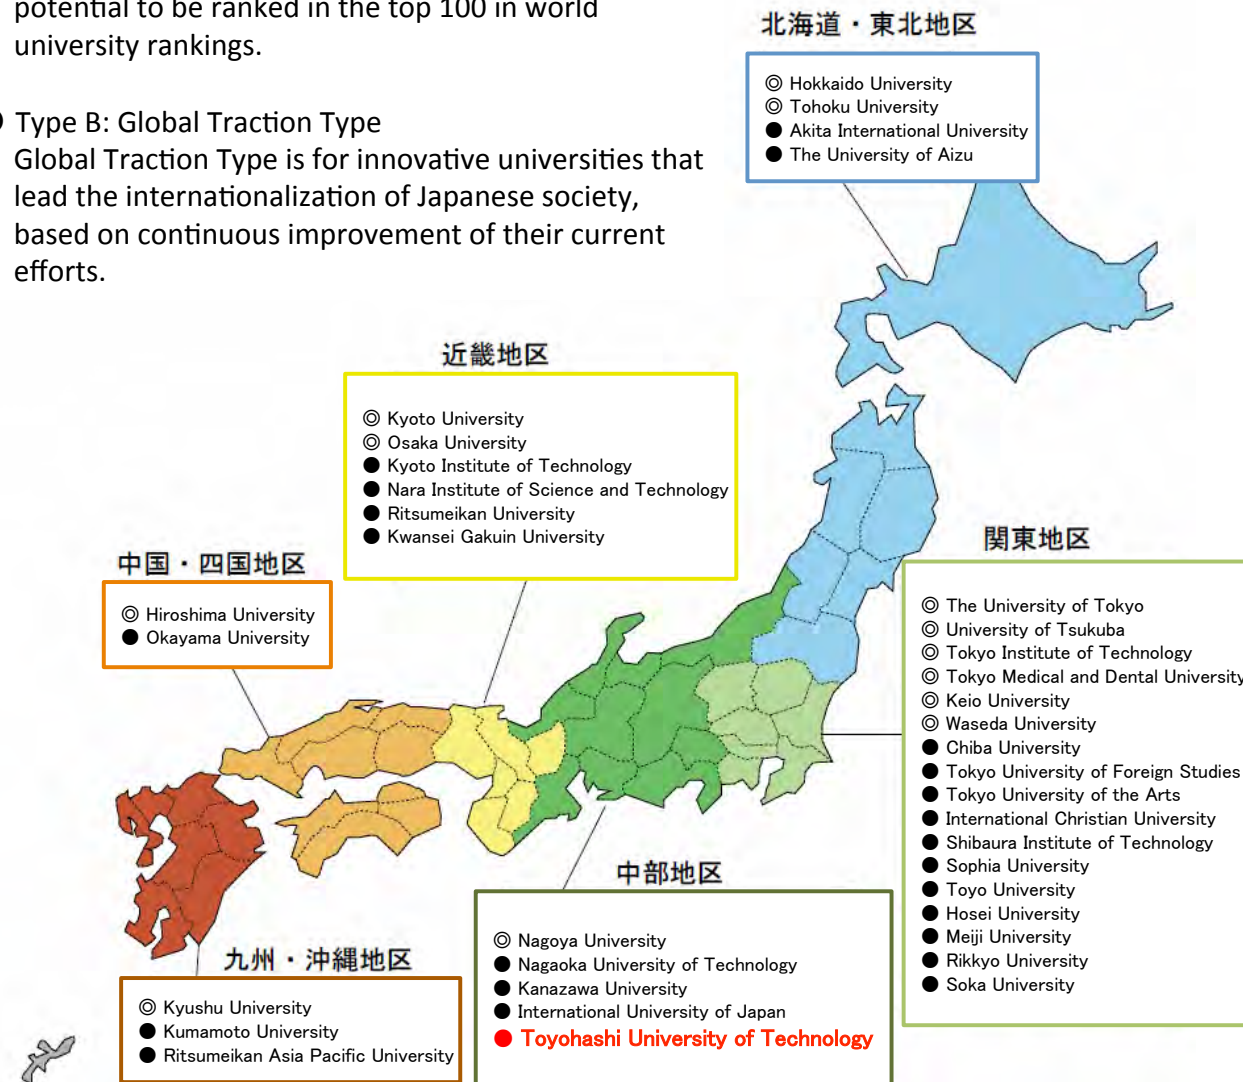 potential to be ranked in the top 100 in world
university rankings.
● Type B: Global Traction Type
Global Traction Type is for innovative universities that
lead the internationalization of Japanese society,
based on continuous improvement of their current
efforts.
北海道・東北地区
◎ Hokkaido University
◎ Tohoku University
● Akita International University
● The University of Aizu
近畿地区
◎ Kyoto University
◎ Osaka University
● Kyoto Institute of Technology
● Nara Institute of Science and Technology
● Ritsumeikan University
● Kwansei Gakuin University
中国・四国地区
◎ Hiroshima University
● Okayama University
関東地区
◎ The University of Tokyo
◎ University of Tsukuba
◎ Tokyo Institute of Technology
◎ Tokyo Medical and Dental University
◎ Keio University
◎ Waseda University
● Chiba University
● Tokyo University of Foreign Studies
● Tokyo University of the Arts
● International Christian University
● Shibaura Institute of Technology
● Sophia University
● Toyo University
● Hosei University
● Meiji University
● Rikkyo University
● Soka University
中部地区
◎ Nagoya University
● Nagaoka University of Technology
● Kanazawa University
● International University of Japan
● Toyohashi University of Technology
九州・沖縄地区
◎ Kyushu University
● Kumamoto University
● Ritsumeikan Asia Pacific University